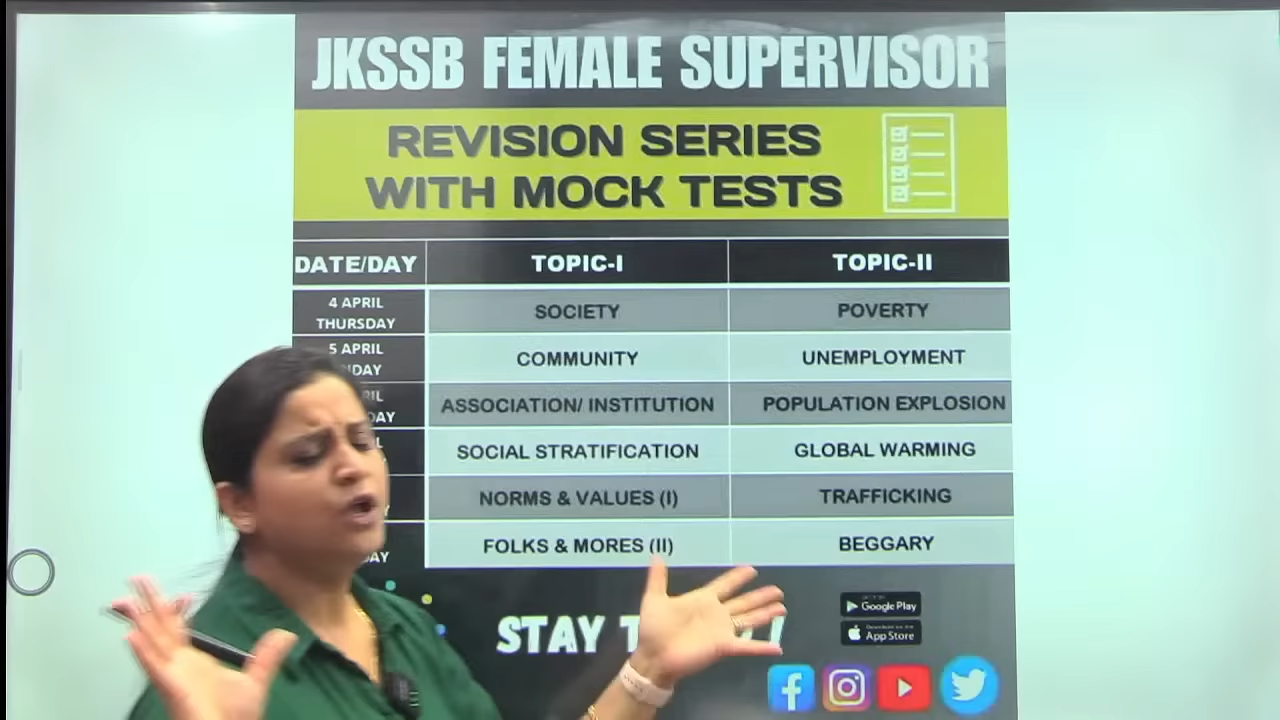 JKSSB FEMALE SUPERVISOR
REVISION SERIES
WITH MOCK TESTS
DATE/DAY TOPIC-I TOPIC-II
4 APRIL
THURSDAY
SOCIETY POVERTY
5 APRIL
COMMUNITY UNEMPLOYMENT
ASSOCIATION/ INSTITUTION POPULATION EXPLOSION
SOCIAL STRATIFICATION GLOBAL WARMING
NORMS & VALUES (I) TRAFFICKING
FOLKS & MORES (II) BEGGARY
STAY
Google Play
App Store